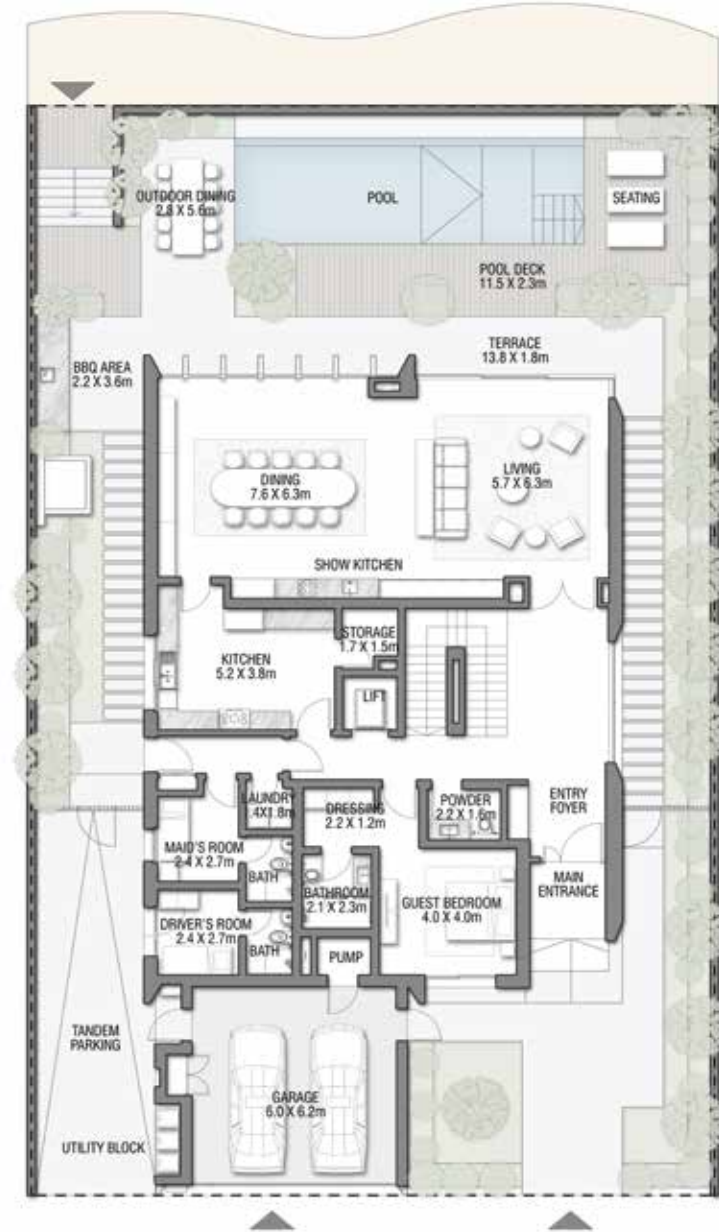 OUTDOOR DINING
2.8 X 5.6m
POOL
SEATING
POOL DECK
11.5 X 2.3m
TERRACE
13.8 X 1.8m
BBQ AREA
2.2 X 3.6m
DINING
7.6 X 6.3m
LIVING
5.7 X 6.3m
SHOW KITCHEN
STORAGE
1.7 X 1.5m
KITCHEN
5.2 X 3.8m
LIFT
LAUNDRY
.4X1.8m
DRESSING
2.2 X 1.2m
POWDER
2.2 X 1.6m
ENTRY
FOYER
MAID'S ROOM
2.4 X 2.7m
BATH
BATHROOM
2.1 X 2.3m
GUEST BEDROOM
4.0 X 4.0m
MAIN
ENTRANCE
DRIVER'S ROOM
2.4 X 2.7m
BATH
PUMP
TANDEM
PARKING
GARAGE
6.0 X 6.2m
UTILITY BLOCK